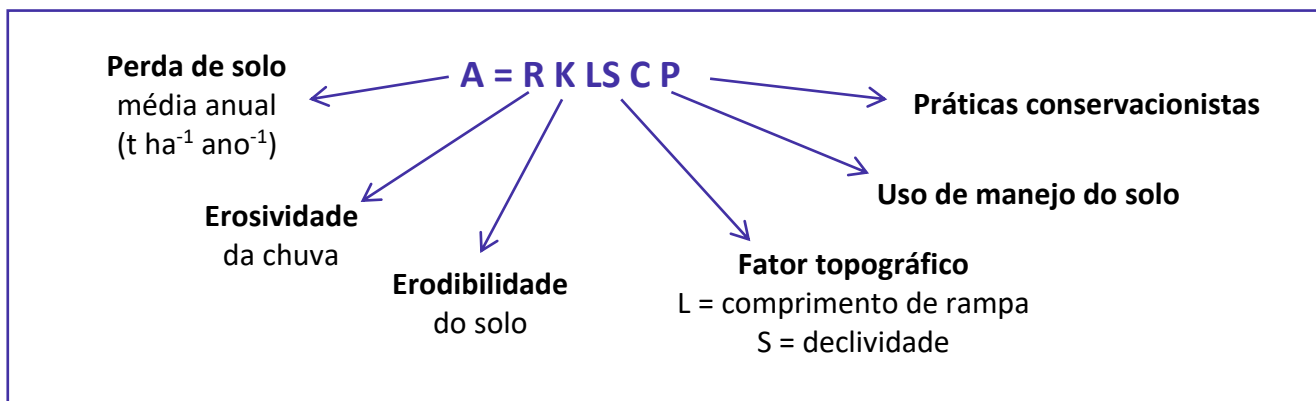 A = R K LS C P
Perda de solo
média anual
(t ha⁻¹ ano⁻¹)
Erosividade
da chuva
Erodibilidade
do solo
Fator topográfico
L = comprimento de rampa
S = declividade
Uso de manejo do solo
Práticas conservacionistas